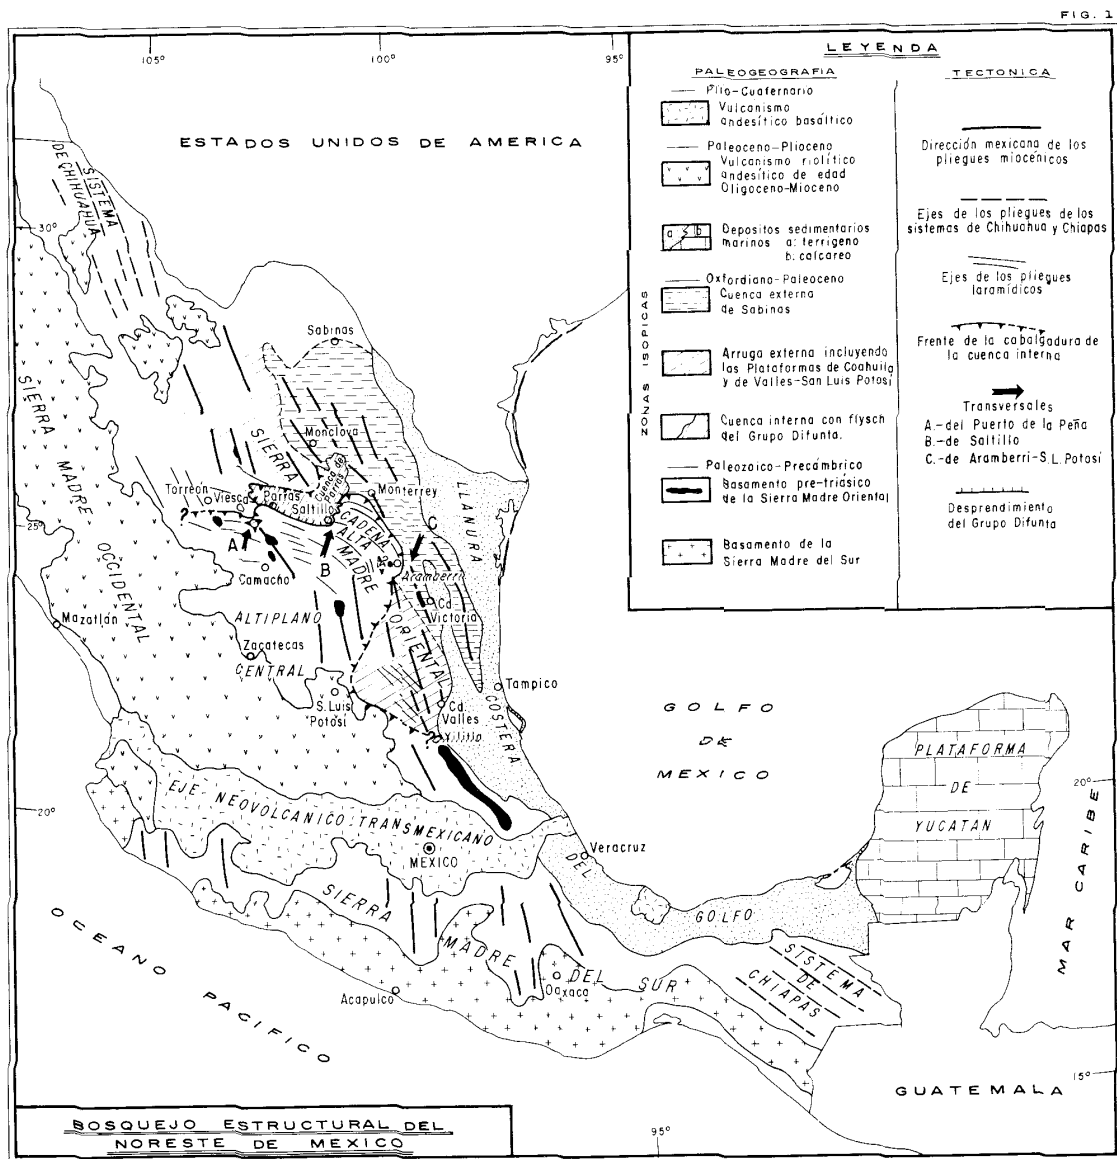 FIG. 1
105°
100°
95°
ESTADOS UNIDOS DE AMERICA
SISTEMA
DE CHIHUAHUA
30°
Sabinas
SIERRA
Monclova
Cuenca de
Parras
Torreón
Viesca
Parras
Saltillo
Monterrey
?
25°
A
B
C
CADENA
ALTA
MADRE
ORIENTAL
Aramberri
Camacho
LLANURA
COSTERA
DEL
GOLFO
SIERRA MADRE OCCIDENTAL
Mazatlán
ALTIPLANO
CENTRAL
Zacatecas
Cd.
Victoria
S. Luis
Potosí
Tampico
Cd.
Valles
?
Xilitla
GOLFO
DE
MEXICO
PLATAFORMA
DE
YUCATAN
20°
20°
MAR CARIBE
EJE NEOVOLCANICO TRANSMEXICANO
MEXICO
Veracruz
SIERRA MADRE DEL SUR
Acapulco
Oaxaca
SISTEMA
DE
CHIAPAS
OCEANO PACIFICO
GUATEMALA
15°
95°
LEYENDA
PALEOGEOGRAFIA
Plio-Cuaternario
Vulcanismo
andesítico basáltico
Paleoceno-Plioceno
Vulcanismo riolítico
andesítico de edad
Oligoceno-Mioceno
a
b
Depositos sedimentarios
marinos a: terrígeno
b: calcareo
Oxfordiano-Paleoceno
Cuenca externa
de Sabinas
ZONAS ISOPICAS
Arruga externa incluyendo
las Plataformas de Coahuila
y de Valles-San Luis Potosí
Cuenca interna con flysch
del Grupo Difunta.
Paleozoico-Precámbrico
Basamento pre-triásico
de la Sierra Madre Oriental
Basamento de la
Sierra Madre del Sur
TECTONICA
Dirección mexicana de los
pliegues miocénicos
Ejes de los pliegues de los
sistemas de Chihuahua y Chiapas
Ejes de los pliegues
laramídicos
Frente de la cabalgadura de
la cuenca interna
Transversales
A.-del Puerto de la Peña
B.-de Saltillo
C.-de Aramberri-S.L. Potosí
Desprendimiento
del Grupo Difunta
BOSQUEJO ESTRUCTURAL DEL
NORESTE DE MEXICO